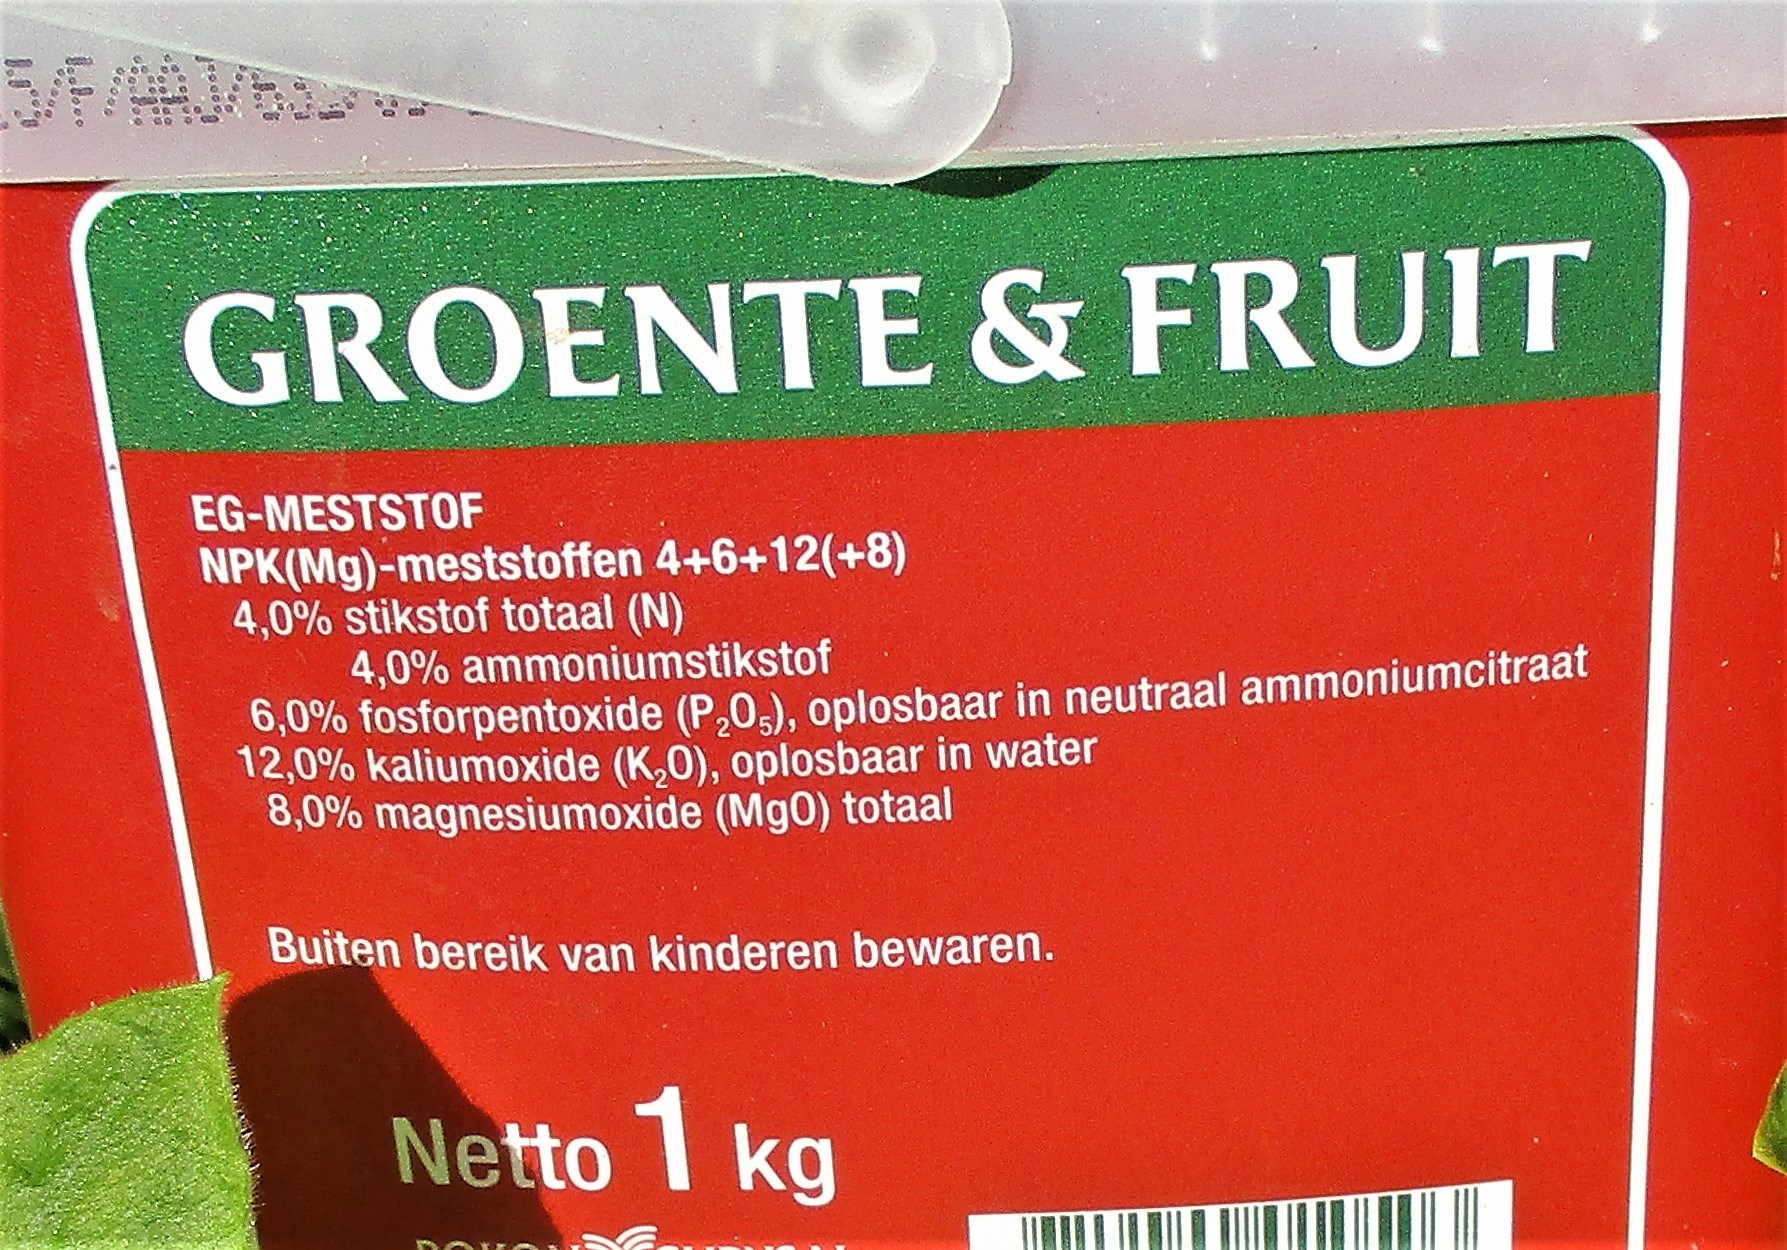 GROENTE & FRUIT
EG-MESTSTOF
NPK(Mg)-meststoffen 4+6+12(+8)
4,0% stikstof totaal (N)
4,0% ammoniumstikstof
6,0% fosforpentoxide (P₂O₅), oplosbaar in neutraal ammoniumcitraat
12,0% kaliumoxide (K₂O), oplosbaar in water
8,0% magnesiumoxide (MgO) totaal
Buiten bereik van kinderen bewaren.
Netto 1 kg